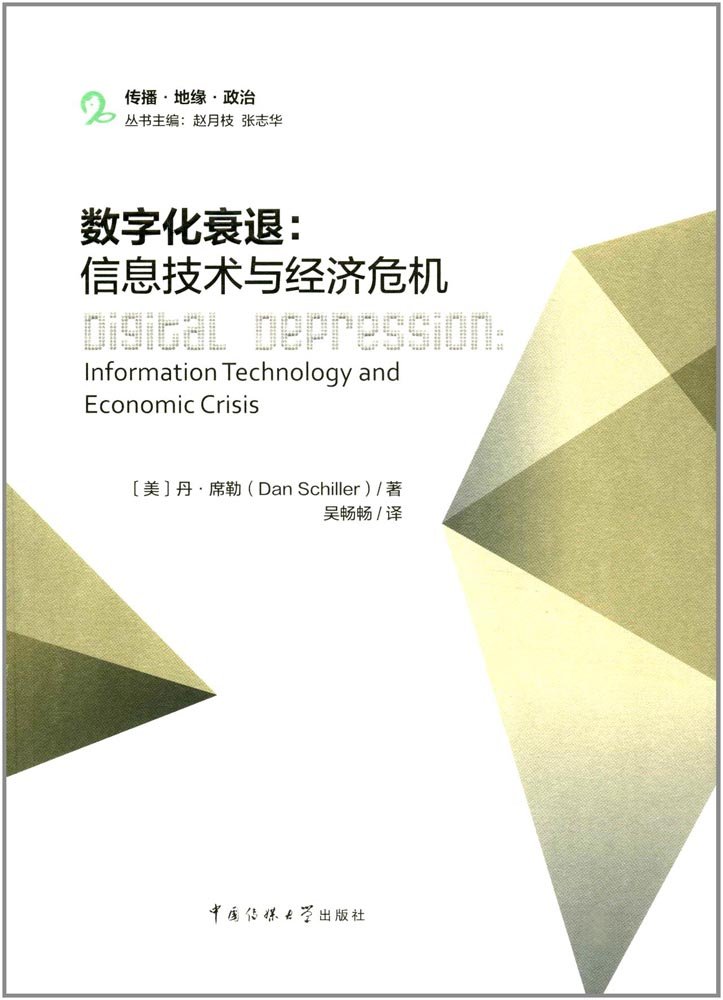 传播·地缘·政治
丛书主编：赵月枝 张志华
数字化衰退：
信息技术与经济危机
Digital Depression:
Information Technology and
Economic Crisis
［美］丹·席勒（Dan Schiller）/ 著
吴畅畅 / 译
中国传媒大学出版社